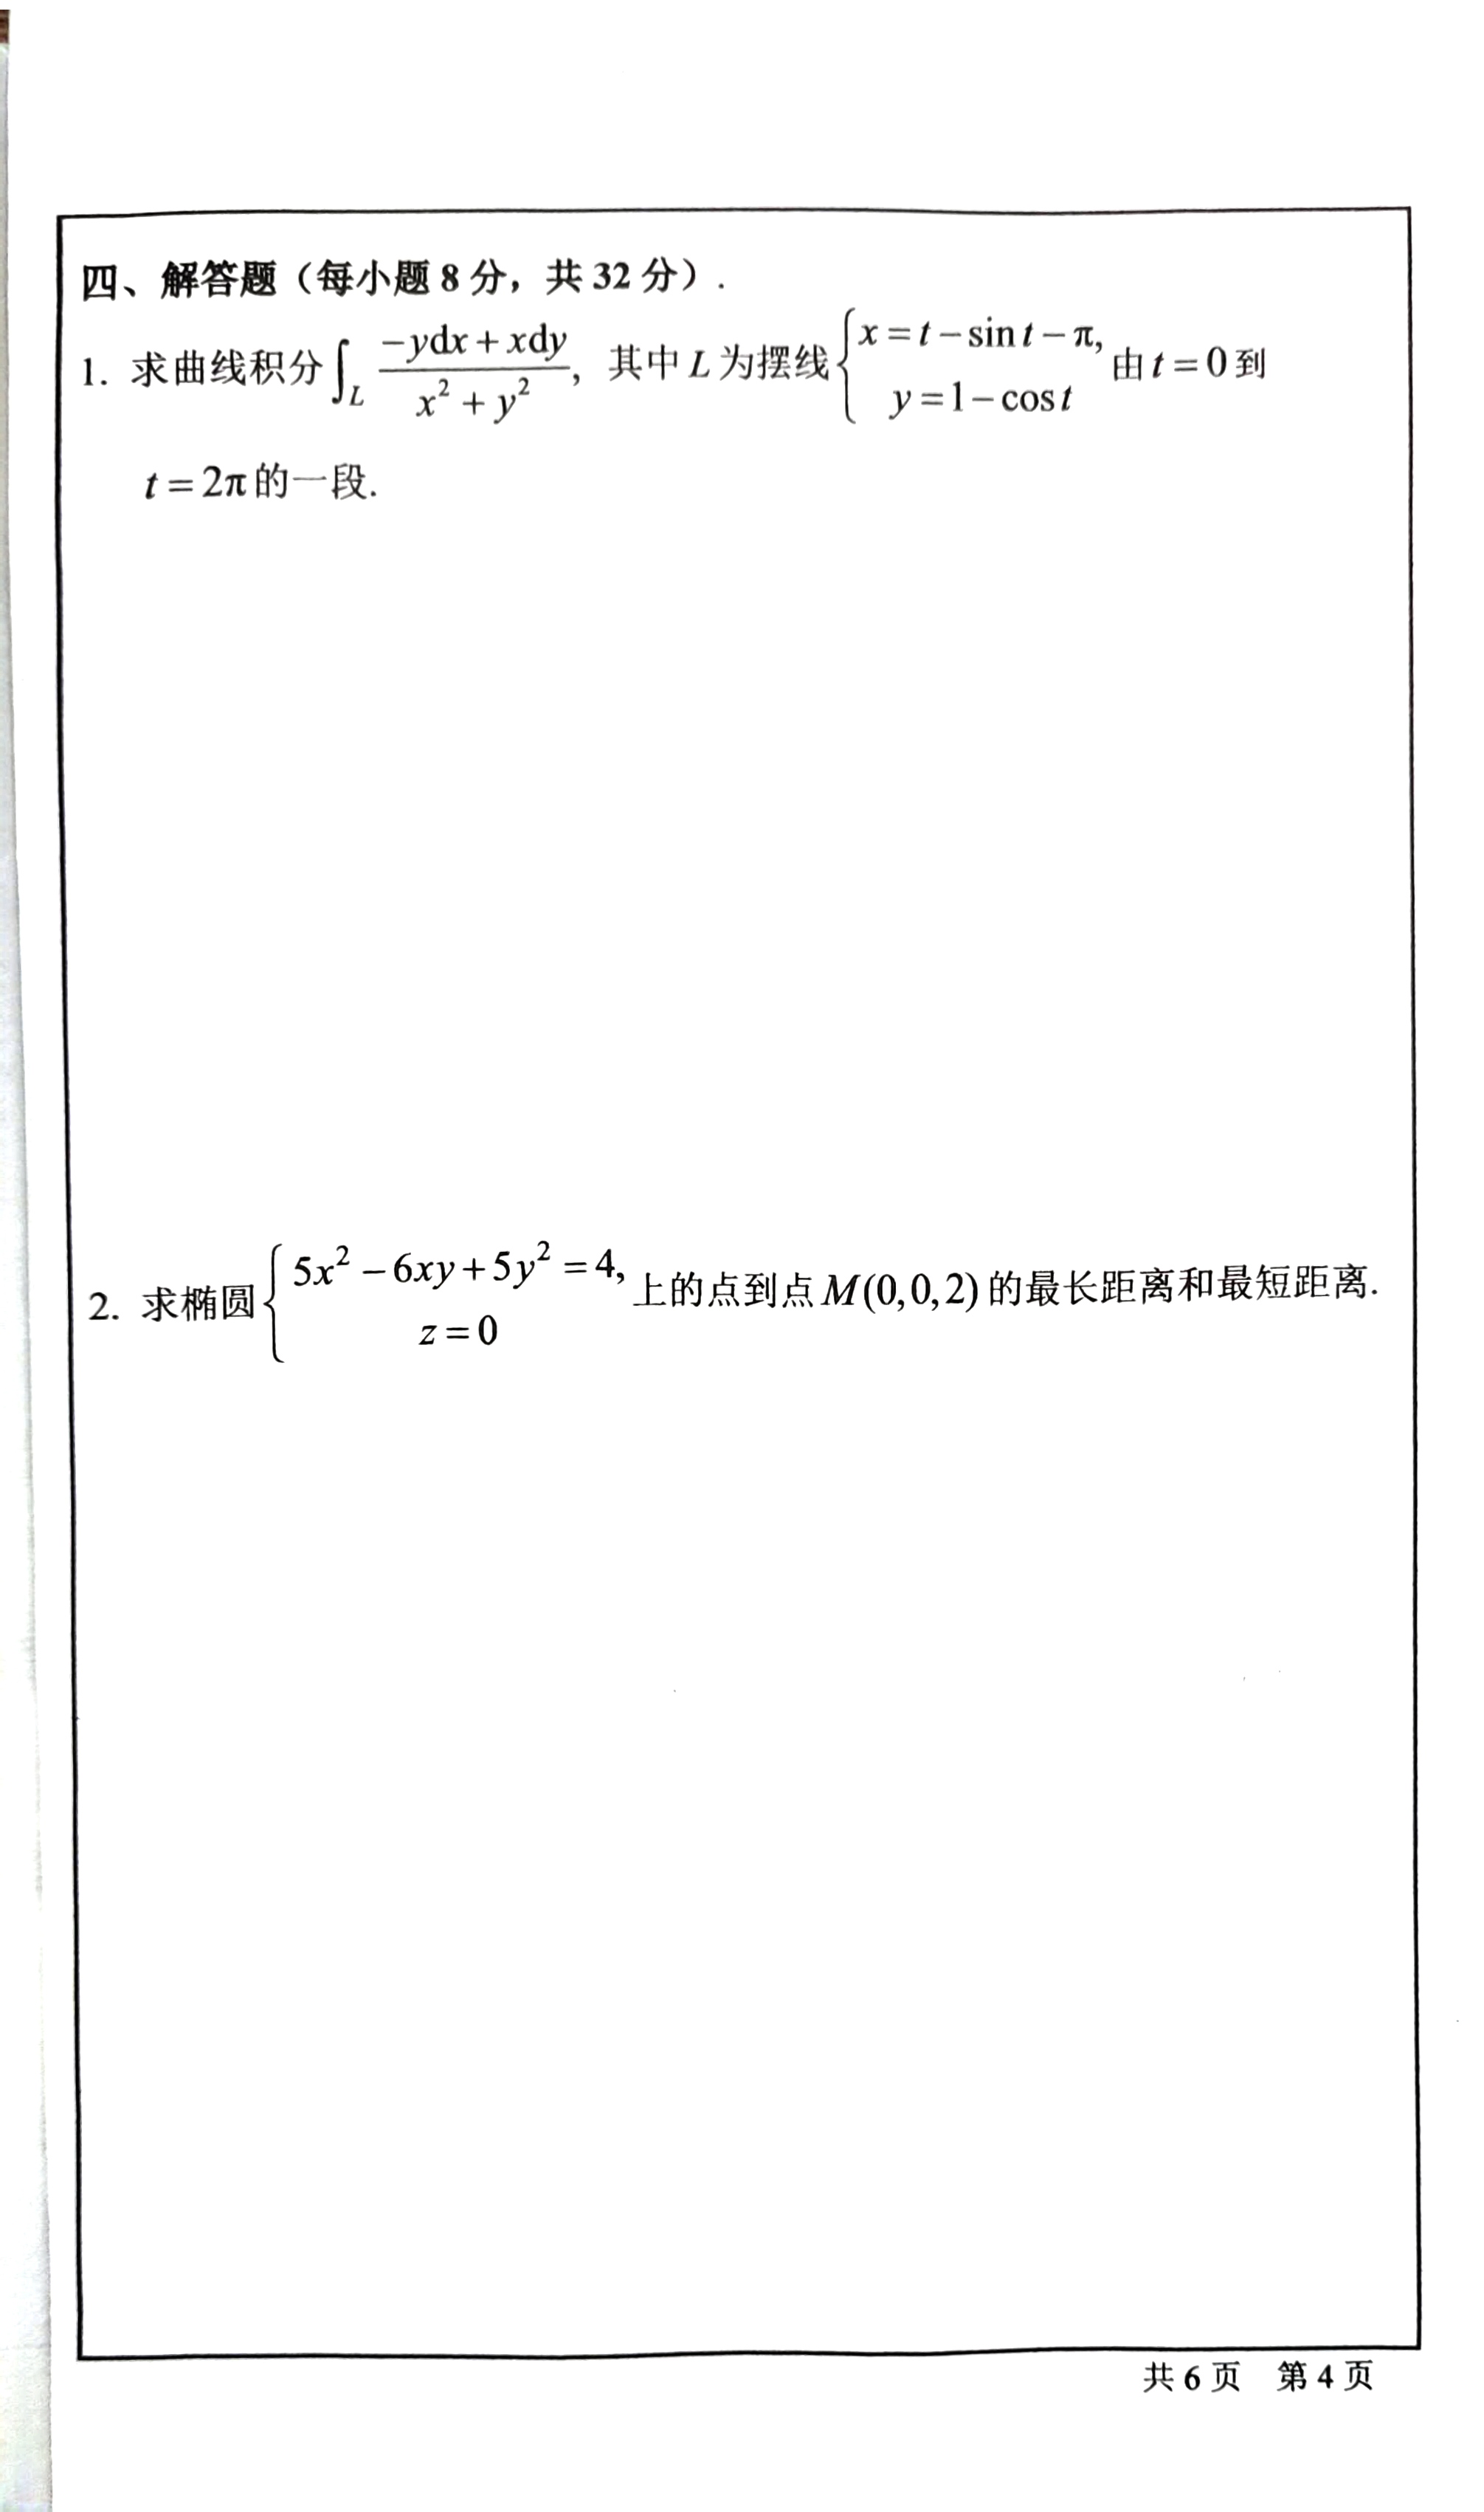 四、解答题（每小题 8 分，共 32 分）.
1. 求曲线积分 $\int_L \frac{-ydx+xdy}{x^2+y^2}$, 其中 L 为摆线 $\begin{cases} x=t-\sin t-\pi, \\ y=1-\cos t \end{cases}$ 由 t=0 到
t=2π 的一段.
2. 求椭圆 $\begin{cases} 5x^2-6xy+5y^2=4, \\ z=0 \end{cases}$ 上的点到点 M(0,0,2) 的最长距离和最短距离.
共 6 页 第 4 页